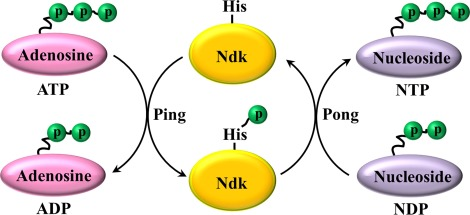 P P P
His
P P P
Adenosine
Ndk
Nucleoside
ATP
NTP
Ping
Pong
P
P P
His
P P
Adenosine
Ndk
Nucleoside
ADP
NDP